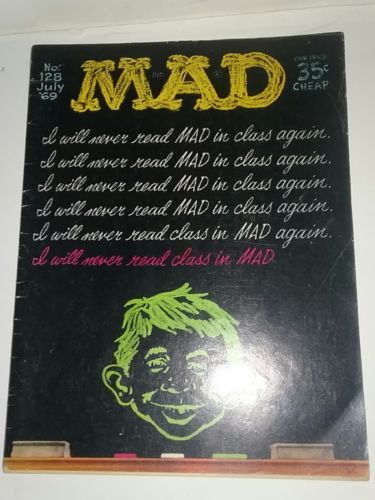 No. 128 July '69
MAD
INC ®
OUR PRICE 35¢ CHEAP
I will never read MAD in class again.
I will never read MAD in class again.
I will never read MAD in class again.
I will never read MAD in class again.
I will never read class in MAD again.
I will never read class in MAD